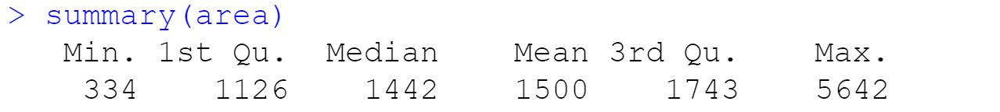 > summary(area)
Min. 1st Qu. Median Mean 3rd Qu. Max.
334 1126 1442 1500 1743 5642